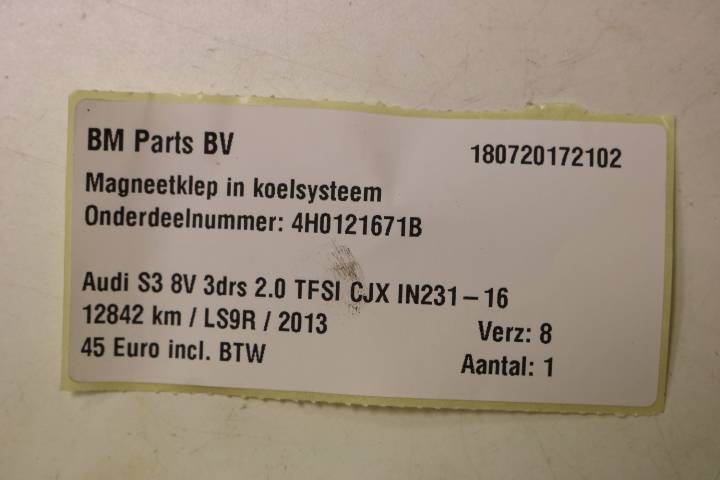 BM Parts BV
180720172102
Magneetklep in koelsysteem
Onderdeelnummer: 4H0121671B
Audi S3 8V 3drs 2.0 TFSI CJX IN231-16
12842 km / LS9R / 2013
Verz: 8
45 Euro incl. BTW
Aantal: 1